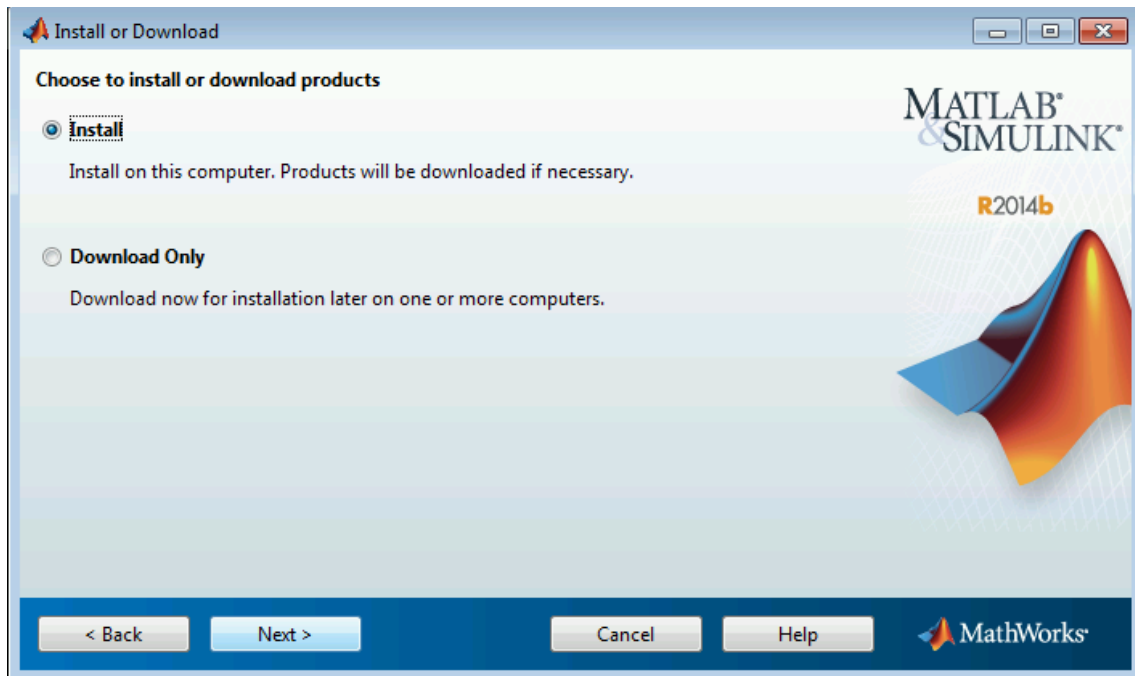 Install or Download
Choose to install or download products
Install
Install on this computer. Products will be downloaded if necessary.
Download Only
Download now for installation later on one or more computers.
MATLAB®
&SIMULINK®
R2014b
< Back Next > Cancel Help MathWorks®